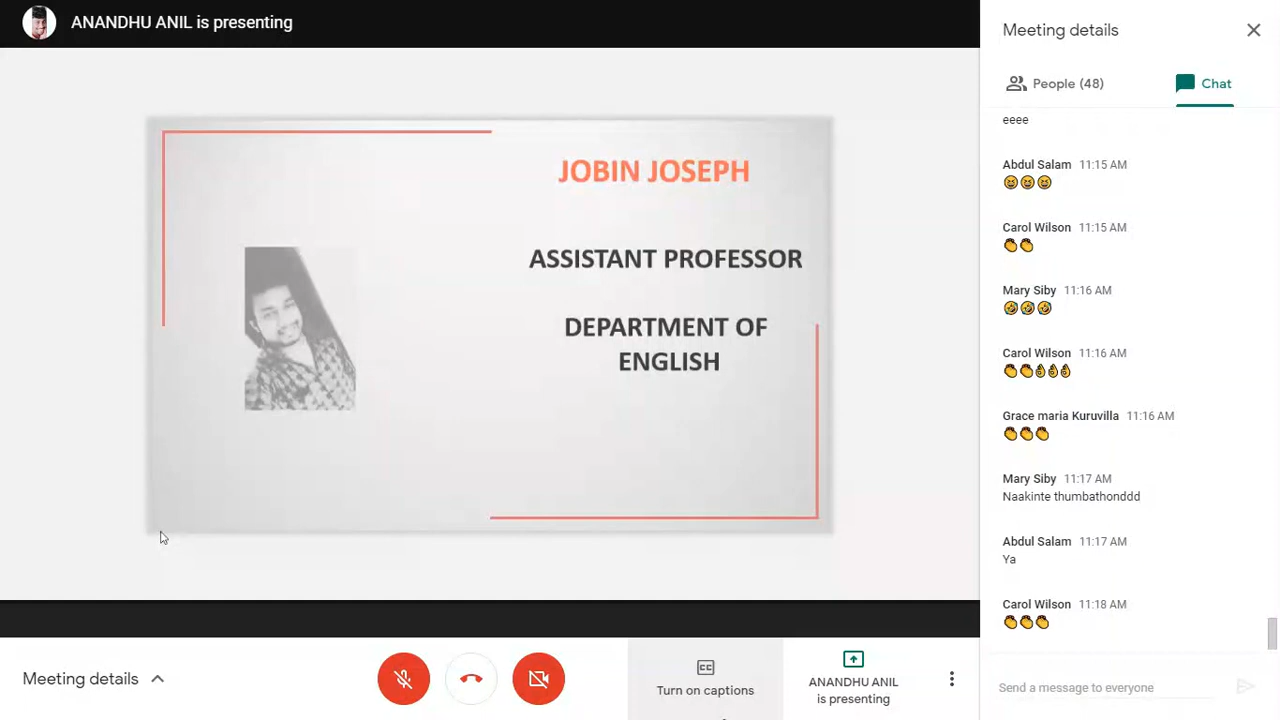 ANANDHU ANIL is presenting
JOBIN JOSEPH
ASSISTANT PROFESSOR
DEPARTMENT OF
ENGLISH
Meeting details
Turn on captions
ANANDHU ANIL
is presenting
Meeting details
People (48)
Chat
eeee
Abdul Salam 11:15 AM
😆😆😆
Carol Wilson 11:15 AM
👏👏
Mary Siby 11:16 AM
🤣🤣🤣
Carol Wilson 11:16 AM
👏👏👌👌👌
Grace maria Kuruvilla 11:16 AM
👏👏👏
Mary Siby 11:17 AM
Naakinte thumbathonddd
Abdul Salam 11:17 AM
Ya
Carol Wilson 11:18 AM
👏👏👏
Send a message to everyone